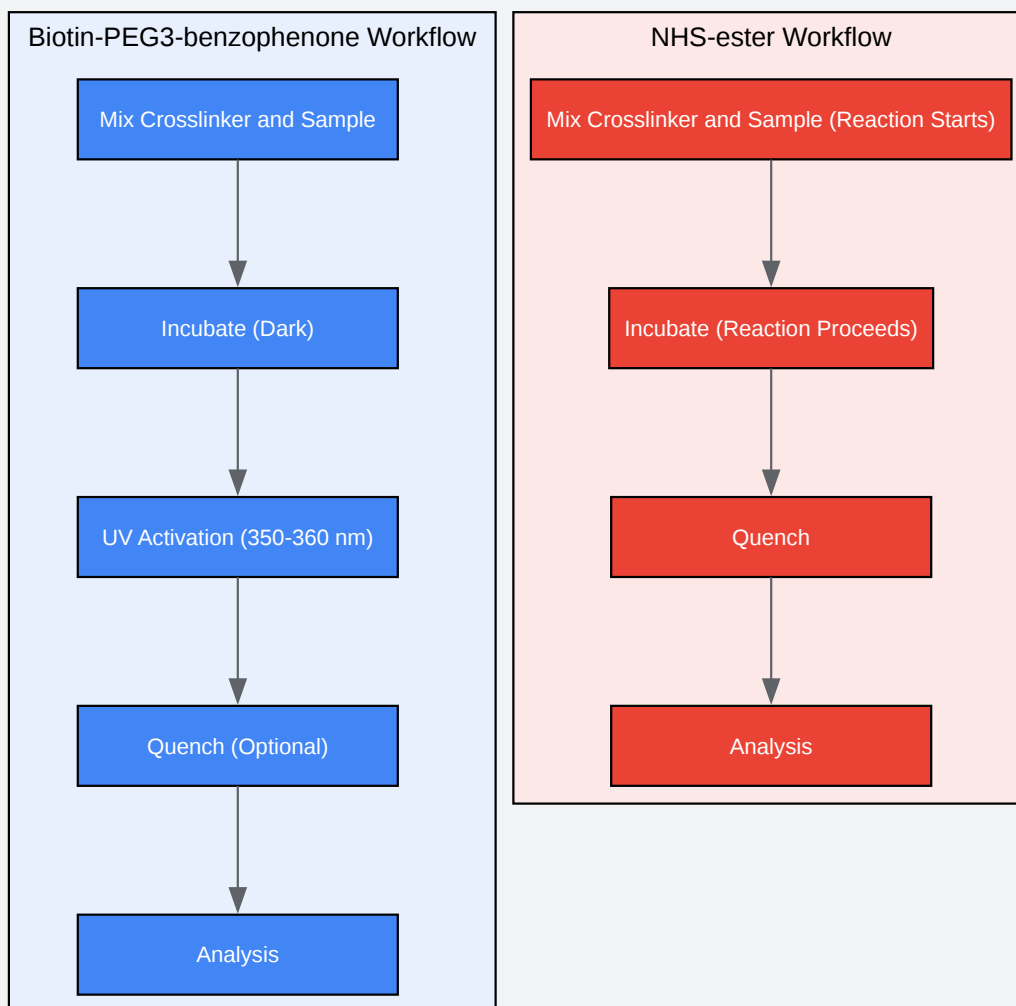 Biotin-PEG3-benzophenone Workflow
Mix Crosslinker and Sample
Incubate (Dark)
UV Activation (350-360 nm)
Quench (Optional)
Analysis
NHS-ester Workflow
Mix Crosslinker and Sample (Reaction Starts)
Incubate (Reaction Proceeds)
Quench
Analysis